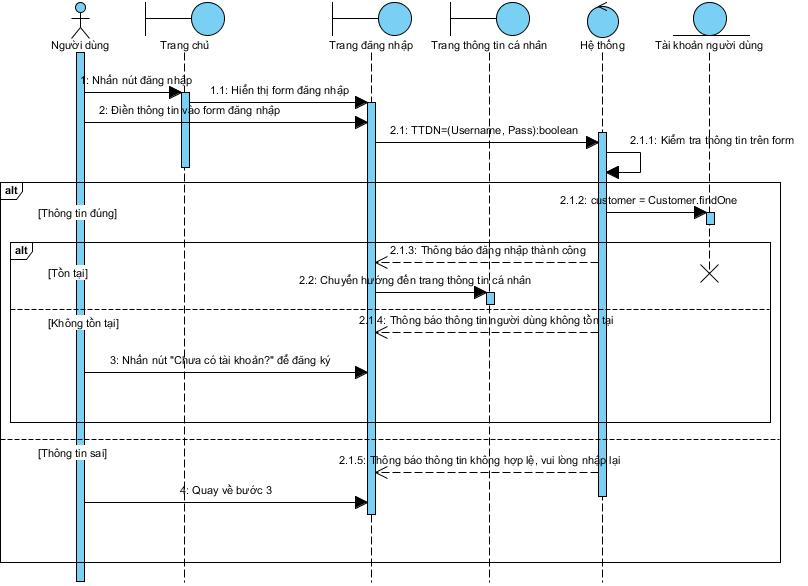 Người dùng
Trang chủ
Trang đăng nhập
Trang thông tin cá nhân
Hệ thống
Tài khoản người dùng
1: Nhấn nút đăng nhập
1.1: Hiển thị form đăng nhập
2: Điền thông tin vào form đăng nhập
2.1: TTDN=(Username, Pass):boolean
2.1.1: Kiểm tra thông tin trên form
alt
2.1.2: customer = Customer.findOne
[Thông tin đúng]
alt
2.1.3: Thông báo đăng nhập thành công
[Tồn tại]
2.2: Chuyển hướng đến trang thông tin cá nhân
[Không tồn tại]
2.1.4: Thông báo thông tin người dùng không tồn tại
3: Nhấn nút "Chưa có tài khoản?" để đăng ký
[Thông tin sai]
2.1.5: Thông báo thông tin không hợp lệ, vui lòng nhập lại
4: Quay về bước 3